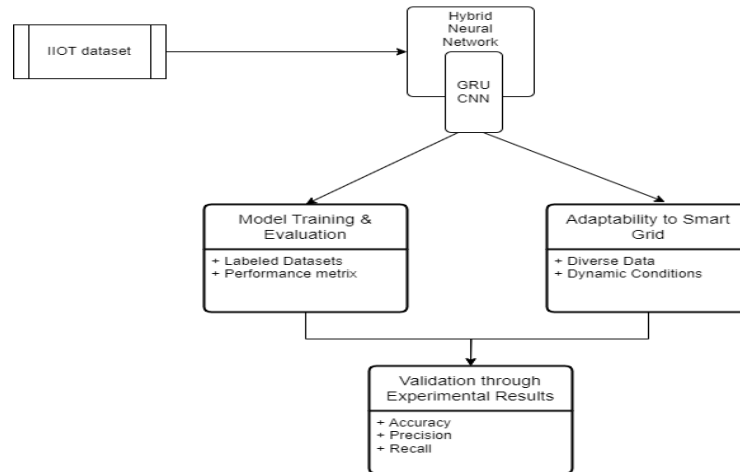 IIOT dataset
Hybrid
Neural
Network
GRU
CNN
Model Training &
Evaluation
+ Labeled Datasets
+ Performance metrix
Adaptability to Smart
Grid
+ Diverse Data
+ Dynamic Conditions
Validation through
Experimental Results
+ Accuracy
+ Precision
+ Recall